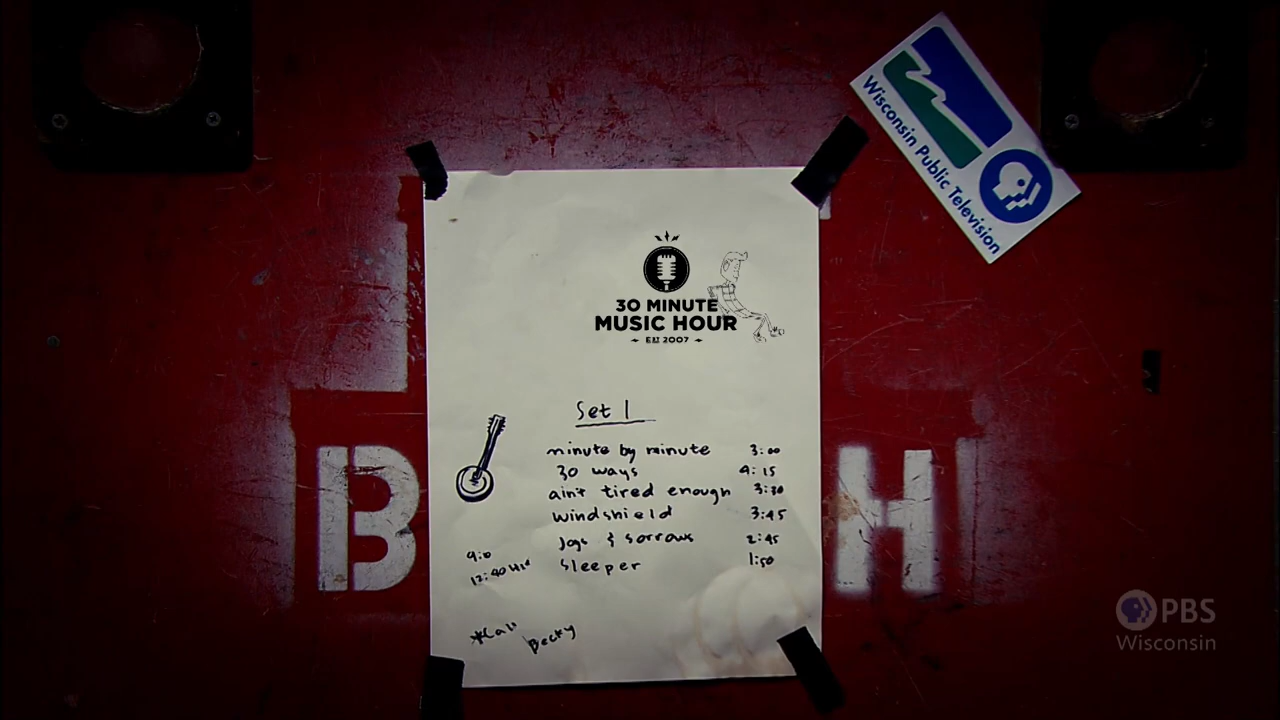 Wisconsin Public Television
30 MINUTE
MUSIC HOUR
EST 2007
Set 1
minute by minute 3:00
30 ways 4:15
ain't tired enough 3:30
windshield 3:45
Joys & sorrows 2:45
sleeper 1:50
*Call
Becky
B H
PBS
Wisconsin